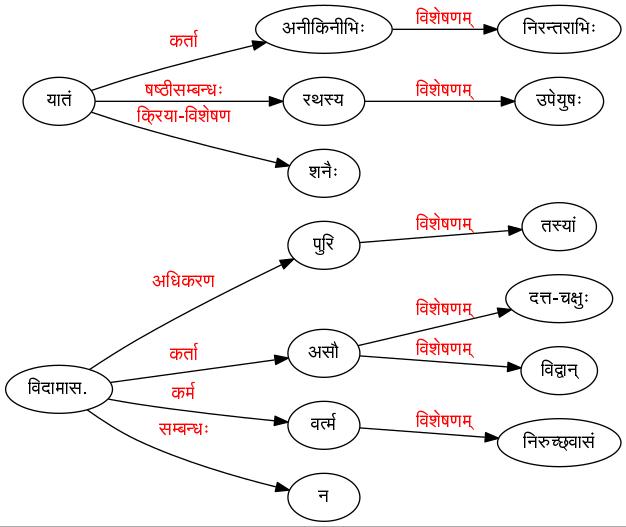 कर्ता
अनीकिनीभिः
विशेषणम्
निरन्तराभिः
यातं
षष्ठीसम्बन्धः
रथस्य
विशेषणम्
उपेयुषः
क्रिया-विशेषण
शनैः
अधिकरण
पुरि
विशेषणम्
तस्यां
विशेषणम्
दत्त-चक्षुः
कर्ता
असौ
विशेषणम्
विद्वान्
विदामास.
कर्म
वर्त्म
विशेषणम्
निरुच्छ्वासं
सम्बन्धः
न